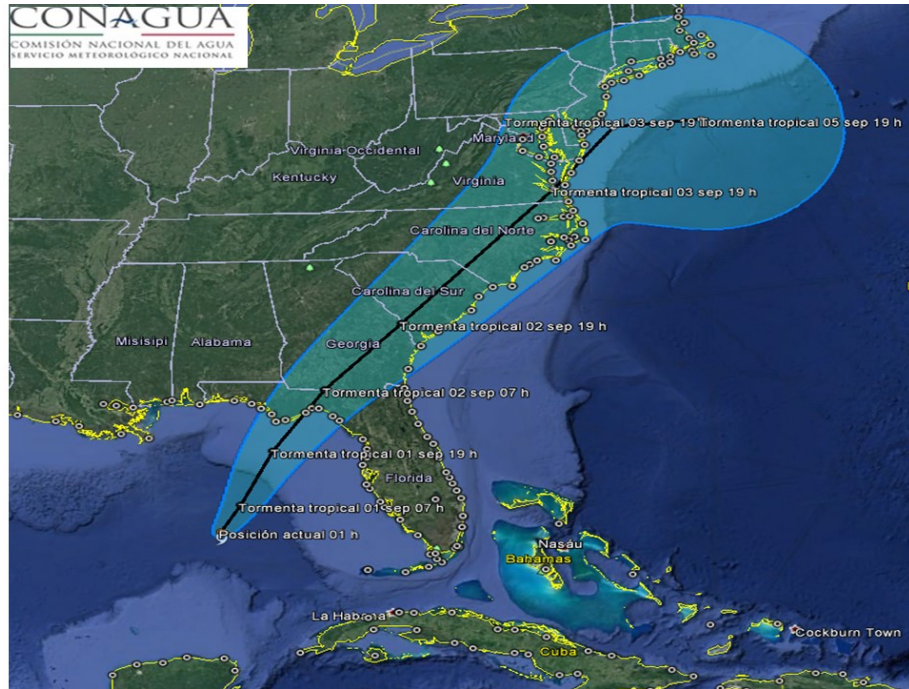 CONAGUA
COMISIÓN NACIONAL DEL AGUA
SERVICIO METEOROLÓGICO NACIONAL
Tormenta tropical 03 sep 19
Tormenta tropical 05 sep 19 h
Maryland
Virginia Occidental
Kentucky
Virginia
Tormenta tropical 03 sep 19 h
Carolina del Norte
Carolina del Sur
Tormenta tropical 02 sep 19 h
Misisipi
Alabama
Georgia
Tormenta tropical 02 sep 07 h
Tormenta tropical 01 sep 19 h
Florida
Tormenta tropical 01 sep 07 h
Posición actual 01 h
Nasáu
Bahamas
La Habana
Cockburn Town
Cuba